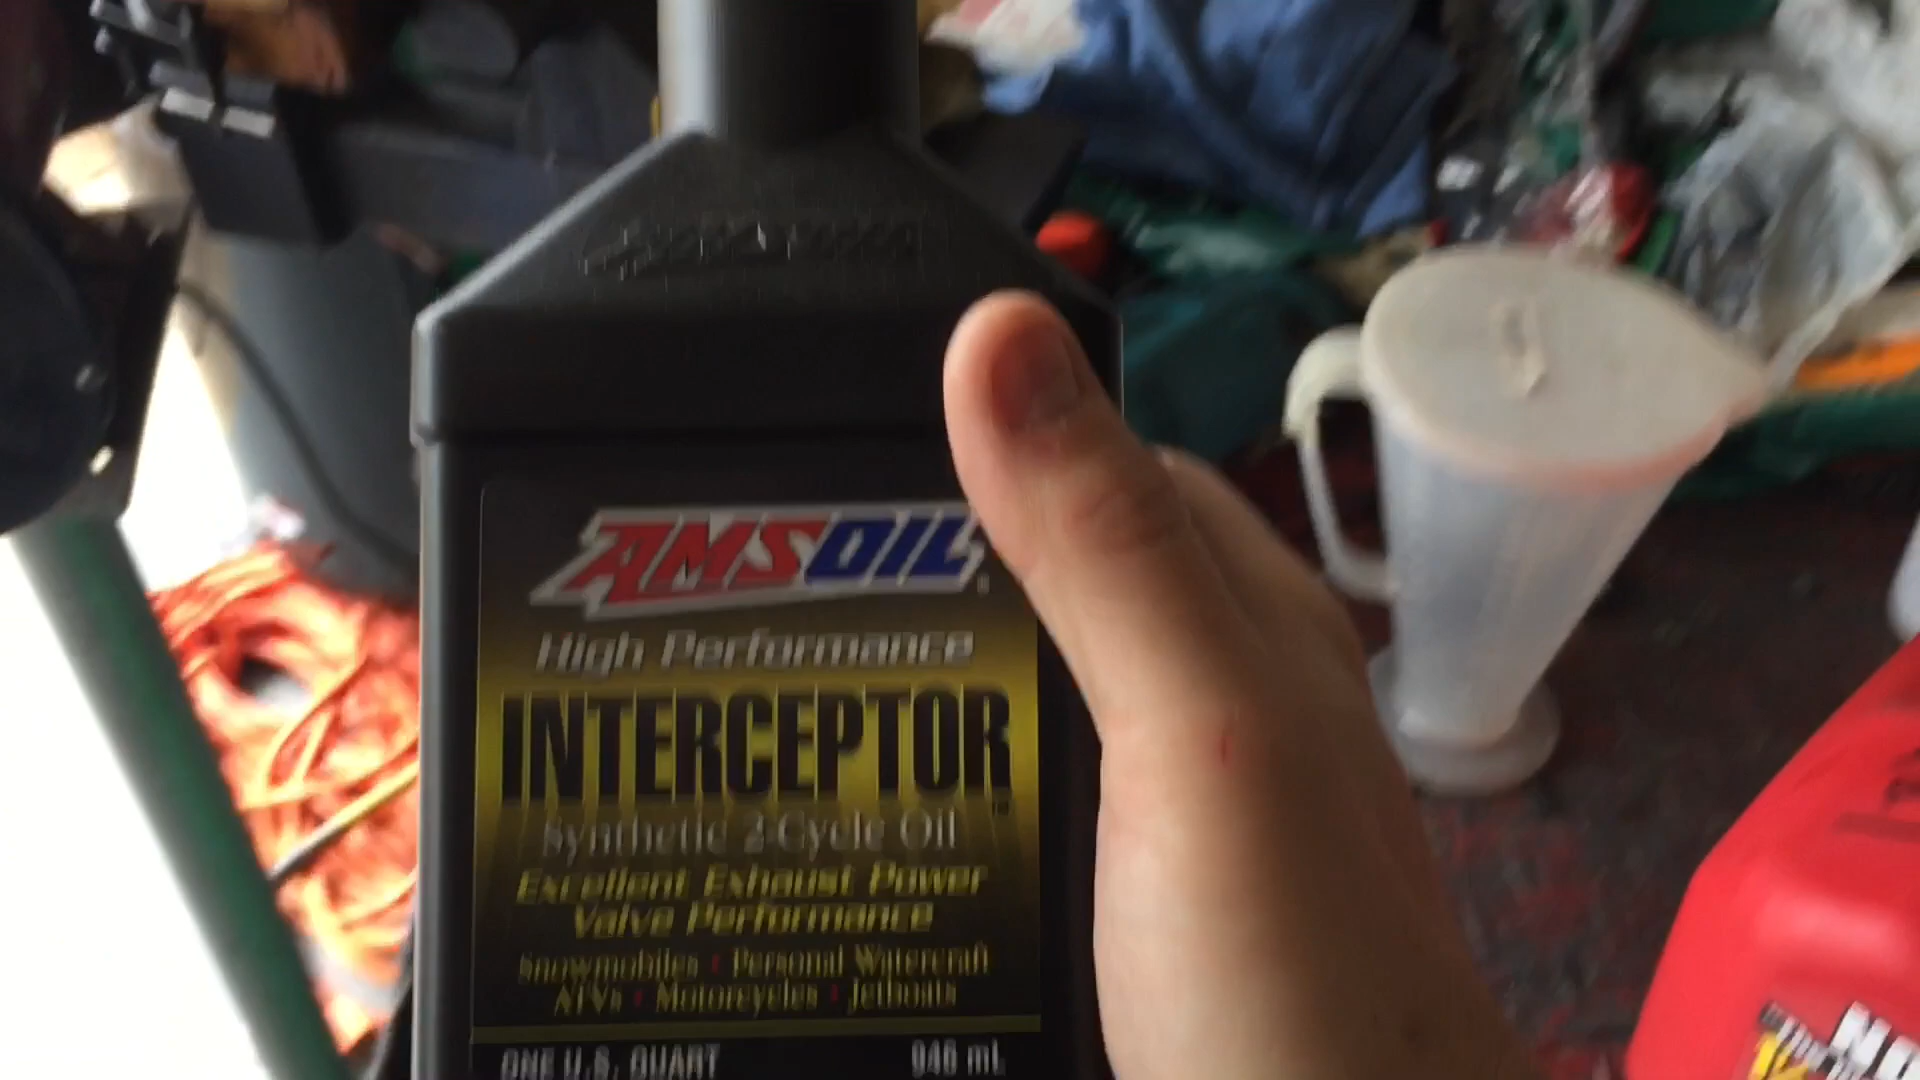 AMSOIL
High Performance
INTERCEPTOR™
Synthetic 2-Cycle Oil
Excellent Exhaust Power
Valve Performance
Snowmobiles • Personal Watercraft
ATVs • Motorcycles • Jetboats
ONE U.S. QUART 946 mL